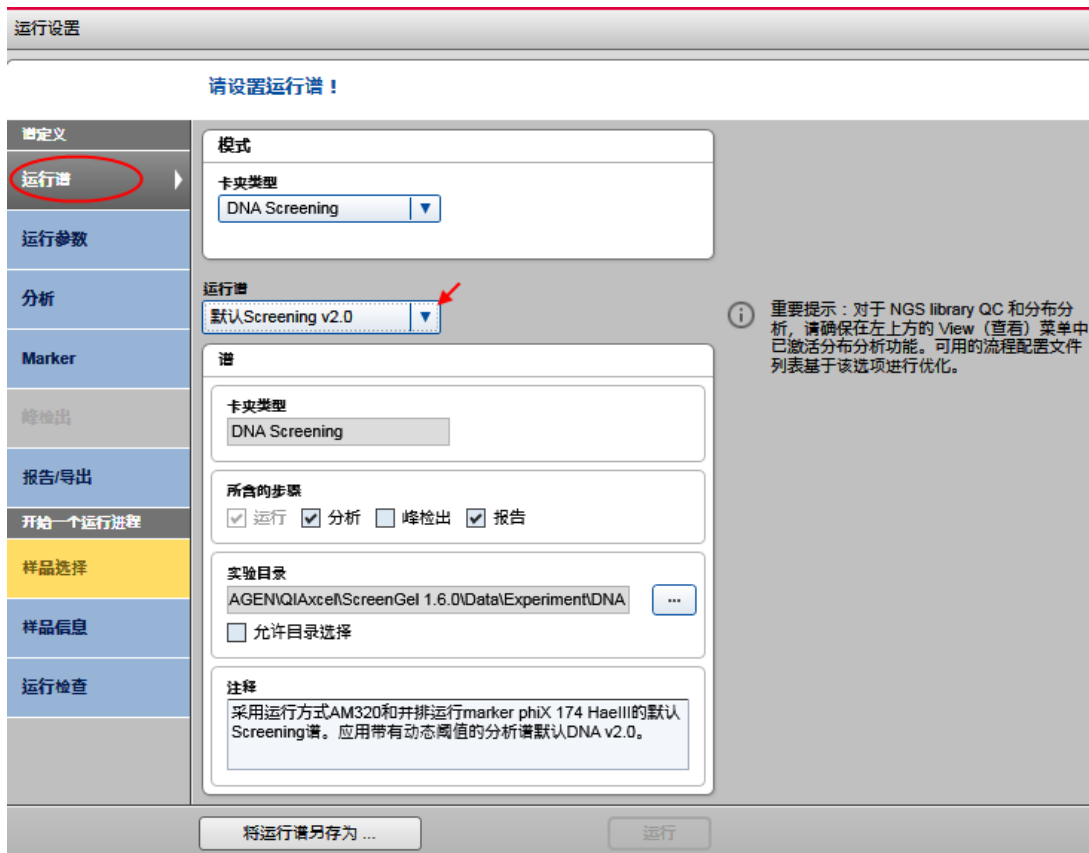 运行设置
请设置运行谱！
谱定义
运行谱
运行参数
分析
Marker
峰检出
报告/导出
开始一个运行进程
样品选择
样品信息
运行检查
模式
卡夹类型
DNA Screening
运行谱
默认Screening v2.0
谱
卡夹类型
DNA Screening
所含的步骤
运行 分析 峰检出 报告
实验目录
AGEN\QIAxcel\ScreenGel 1.6.0\Data\Experiment\DNA
...
允许目录选择
注释
采用运行方式AM320和并排运行marker phiX 174 HaeIII的默认
Screening谱。应用带有动态阈值的分析谱默认DNA v2.0。
重要提示：对于 NGS library QC 和分布分
析，请确保在左上方的 View（查看）菜单中
已激活分布分析功能。可用的流程配置文件
列表基于该选项进行优化。
将运行谱另存为 ...
运行